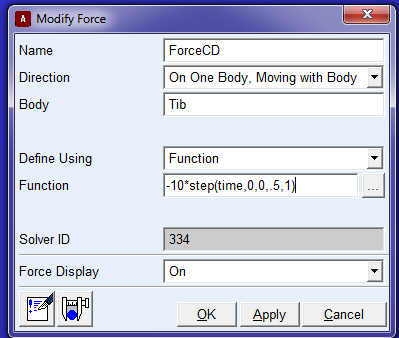 A Modify Force
Name ForceCD
Direction On One Body, Moving with Body
Body Tib
Define Using Function
Function -10*step(time,0,0,.5,1) ...
Solver ID 334
Force Display On
OK Apply Cancel